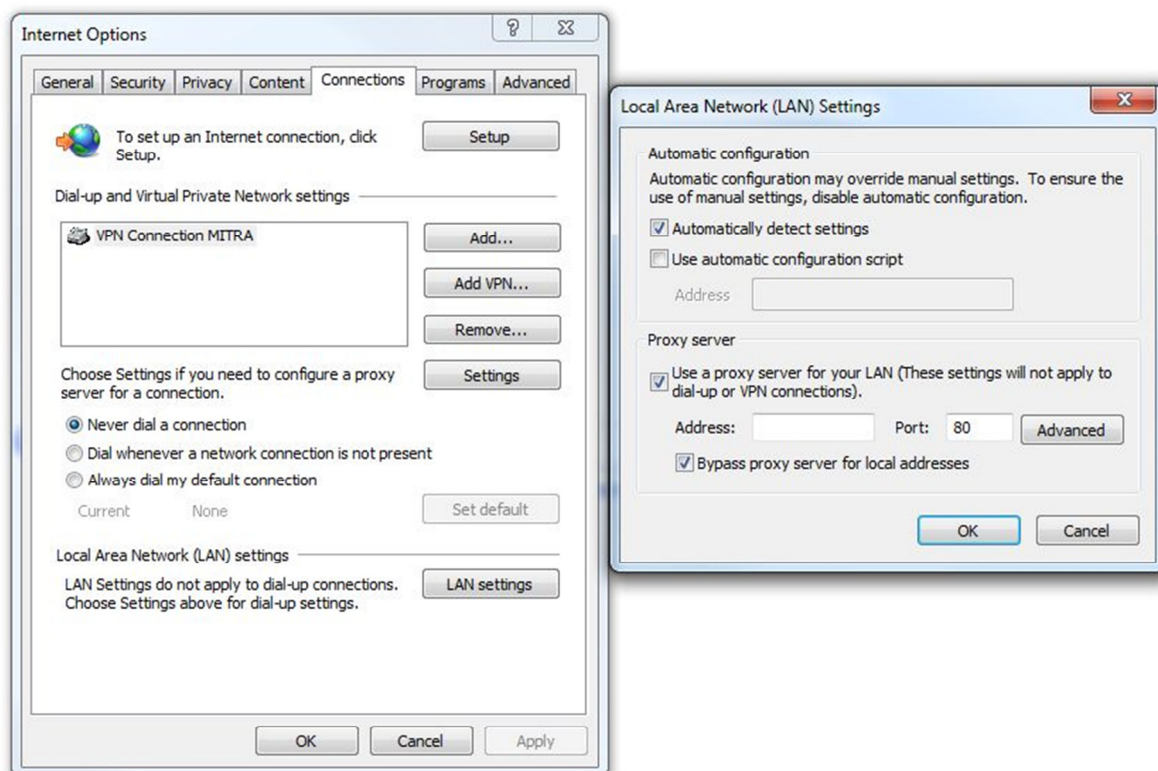 Internet Options
General Security Privacy Content Connections Programs Advanced
To set up an Internet connection, click
Setup.
Setup
Dial-up and Virtual Private Network settings
VPN Connection MITRA
Add...
Add VPN...
Remove...
Choose Settings if you need to configure a proxy
server for a connection.
Settings
Never dial a connection
Dial whenever a network connection is not present
Always dial my default connection
Current None
Set default
Local Area Network (LAN) settings
LAN Settings do not apply to dial-up connections.
Choose Settings above for dial-up settings.
LAN settings
OK Cancel Apply
Local Area Network (LAN) Settings
Automatic configuration
Automatic configuration may override manual settings. To ensure the
use of manual settings, disable automatic configuration.
Automatically detect settings
Use automatic configuration script
Address
Proxy server
Use a proxy server for your LAN (These settings will not apply to
dial-up or VPN connections).
Address: Port: 80 Advanced
Bypass proxy server for local addresses
OK Cancel